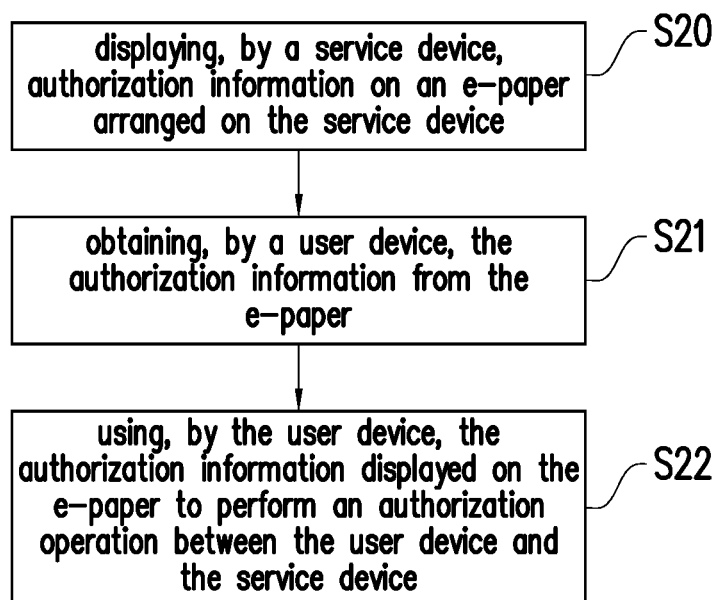 displaying, by a service device,
authorization information on an e-paper
arranged on the service device
S20
obtaining, by a user device, the
authorization information from the
e-paper
S21
using, by the user device, the
authorization information displayed on the
e-paper to perform an authorization
operation between the user device and
the service device
S22